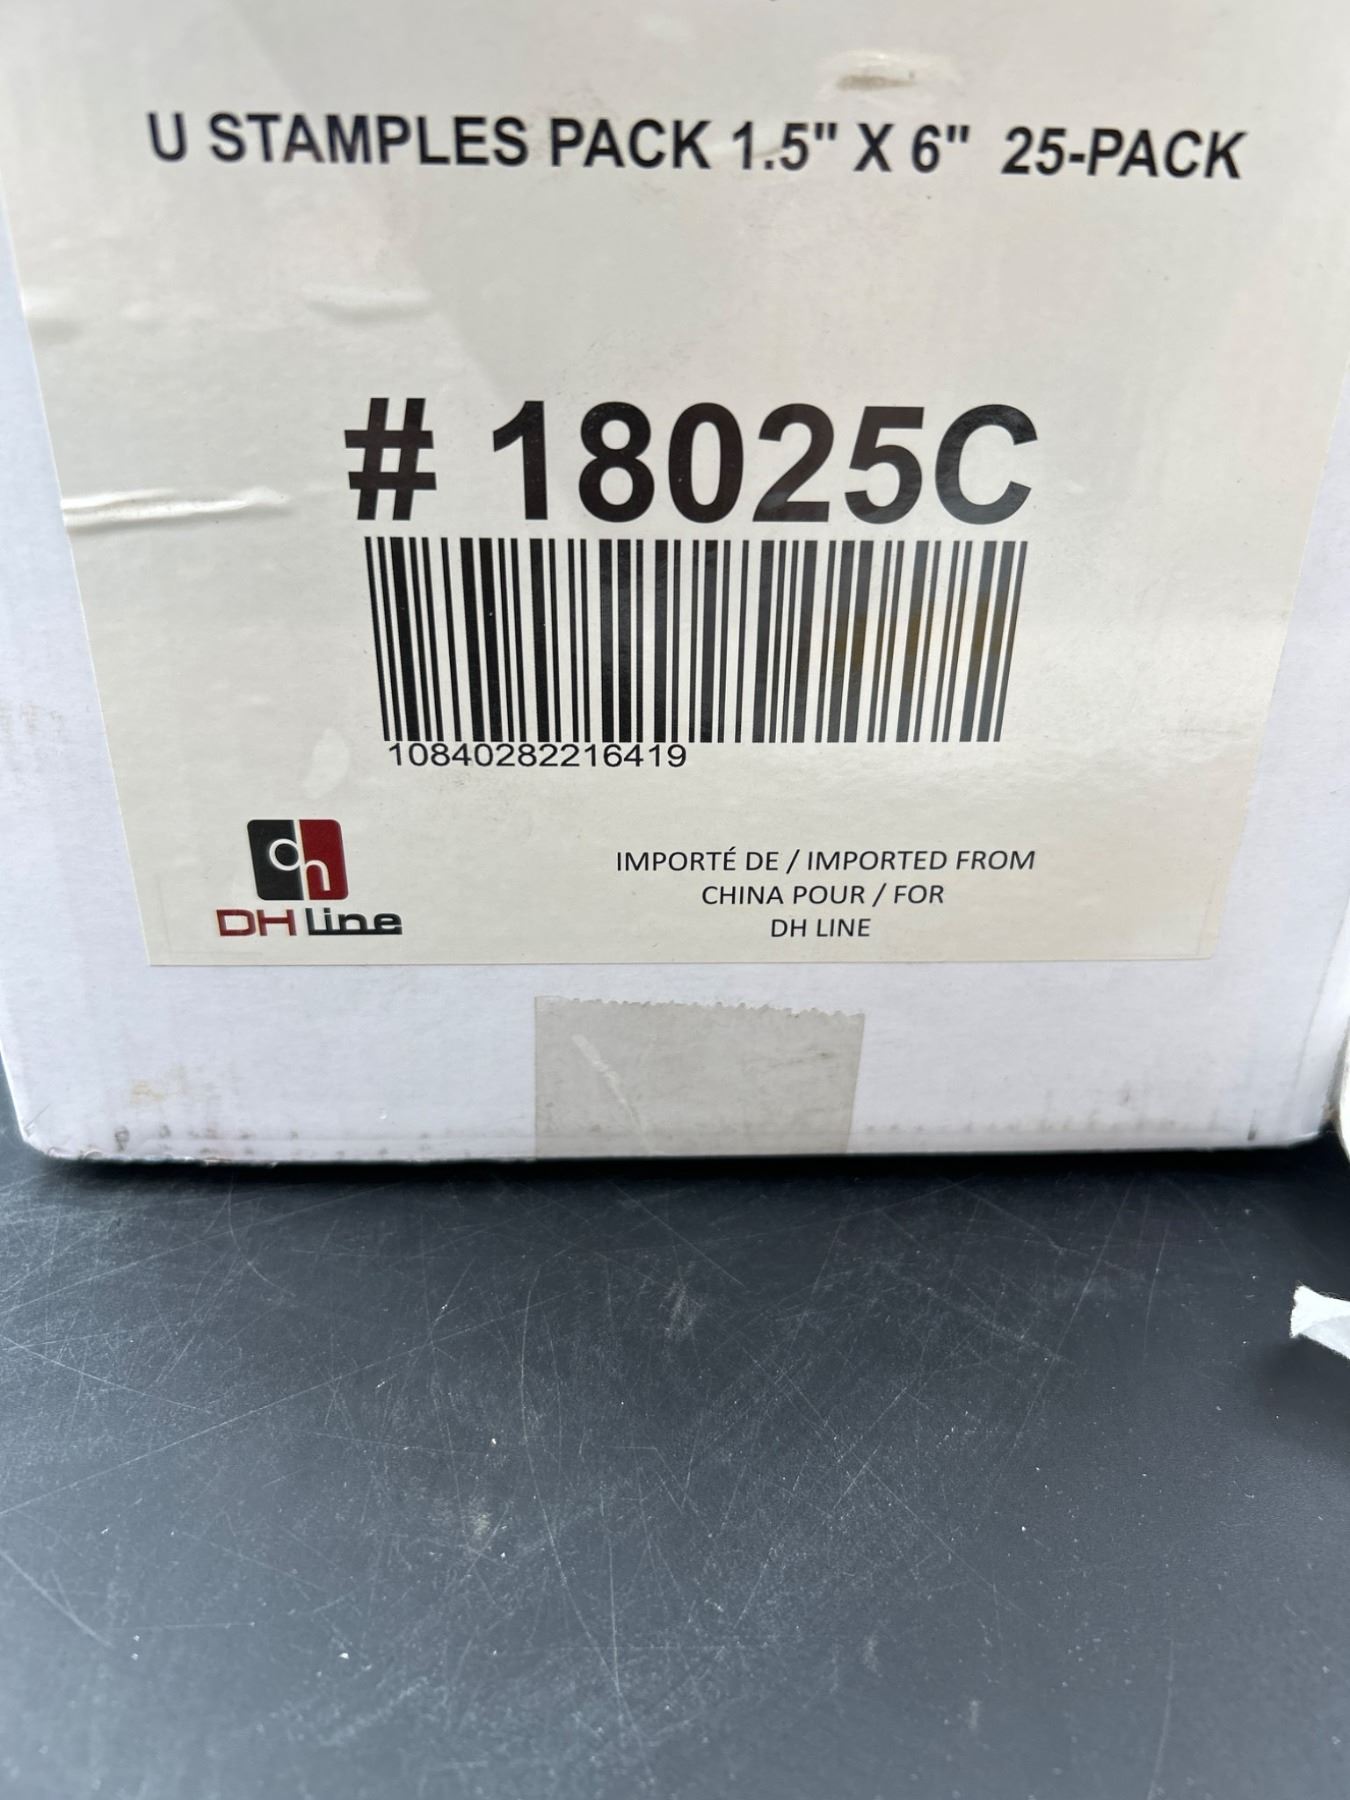 U STAMPLES PACK 1.5" X 6" 25-PACK
# 18025C
10840282216419
dh
DH Line
IMPORTÉ DE / IMPORTED FROM
CHINA POUR / FOR
DH LINE